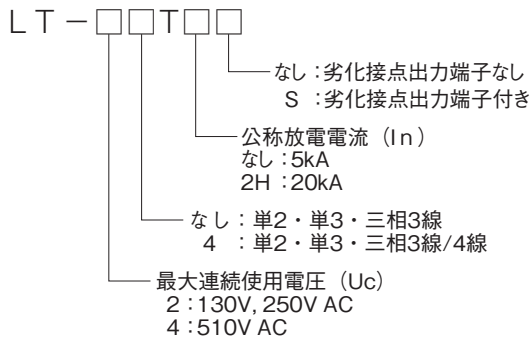 LT-□□T□□
なし：劣化接点出力端子なし
S ：劣化接点出力端子付き
公称放電電流（In）
なし：5kA
2H：20kA
なし：単2・単3・三相3線
4 ：単2・単3・三相3線/4線
最大連続使用電圧（Uc）
2：130V, 250V AC
4：510V AC